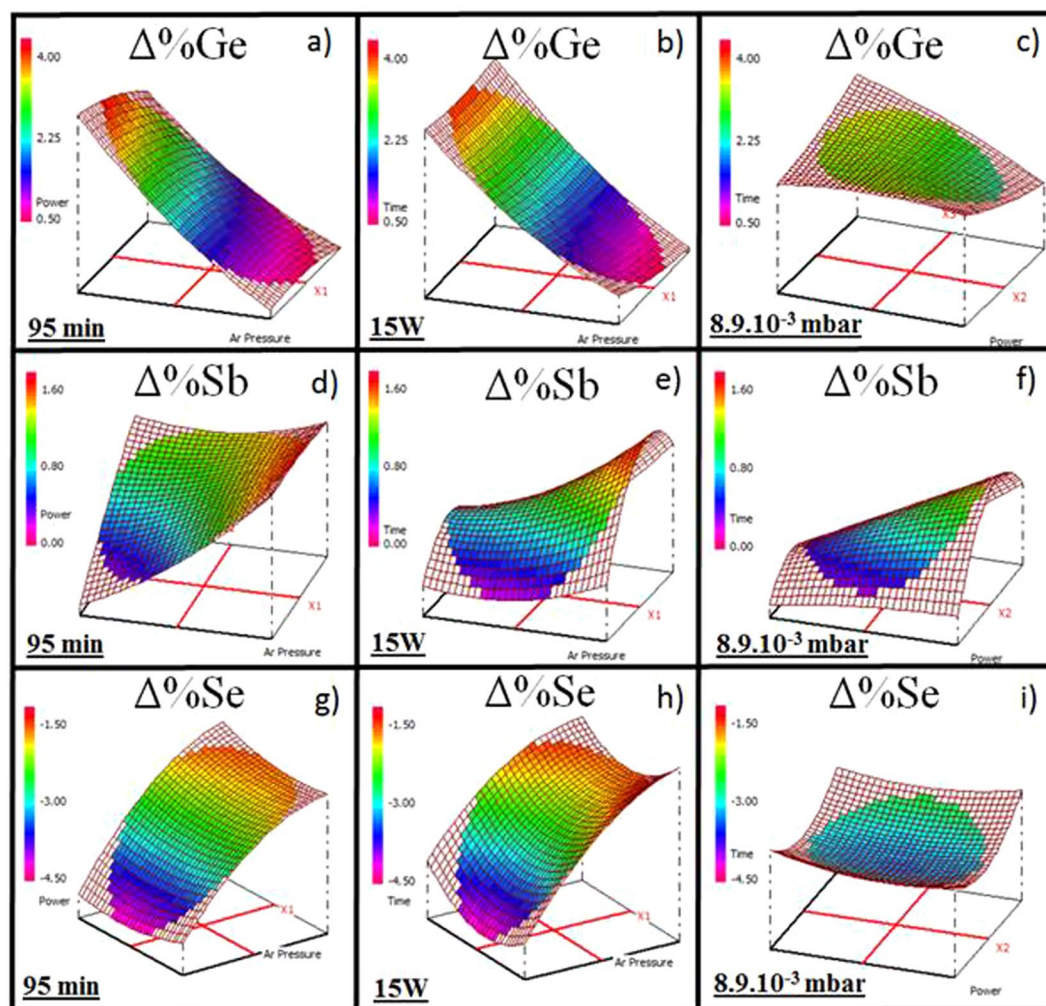 Δ%Ge a)
4.00
2.25
Power
0.50
X1
95 min
Ar Pressure
Δ%Ge b)
4.00
2.25
Time
0.50
X1
15W
Ar Pressure
Δ%Ge c)
4.00
2.25
Time
0.50
X3
X2
8.9.10⁻³ mbar
Power
Δ%Sb d)
1.60
0.80
Power
0.00
X1
95 min
Ar Pressure
Δ%Sb e)
1.60
0.80
Time
0.00
X1
15W
Ar Pressure
Δ%Sb f)
1.60
0.80
Time
0.00
X2
8.9.10⁻³ mbar
Power
Δ%Se g)
-1.50
-3.00
-4.50
Power
X1
Ar Pressure
95 min
Δ%Se h)
-1.50
-3.00
-4.50
Time
X1
Ar Pressure
15W
Δ%Se i)
-1.50
-3.00
Time
-4.50
X2
8.9.10⁻³ mbar
Power